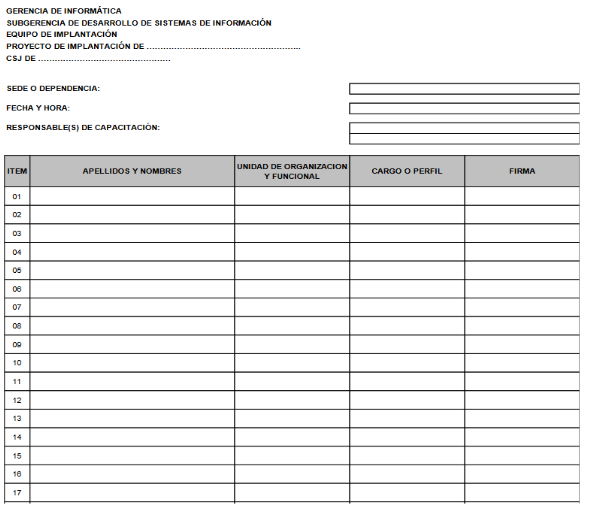 GERENCIA DE INFORMÁTICA
SUBGERENCIA DE DESARROLLO DE SISTEMAS DE INFORMACIÓN
EQUIPO DE IMPLANTACIÓN
PROYECTO DE IMPLANTACIÓN DE ………………………………………………..
CSJ DE …………………………………………
SEDE O DEPENDENCIA:
FECHA Y HORA:
RESPONSABLE(S) DE CAPACITACIÓN:
ITEM APELLIDOS Y NOMBRES UNIDAD DE ORGANIZACION Y FUNCIONAL CARGO O PERFIL FIRMA
01
02
03
04
05
06
07
08
09
10
11
12
13
14
15
16
17